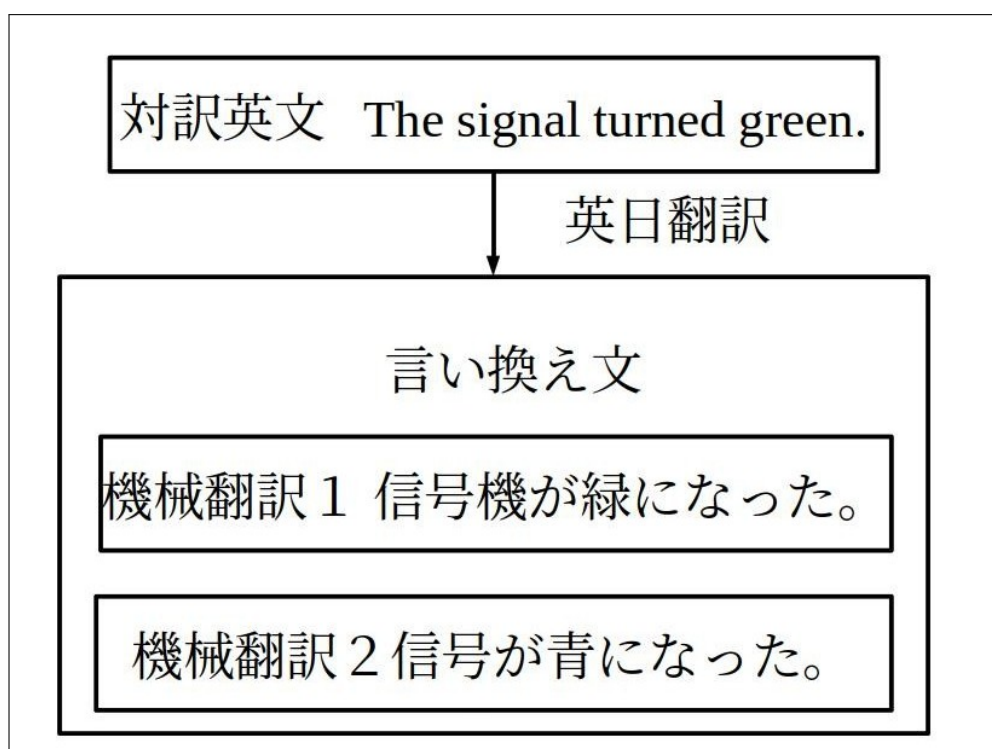 対訳英文 The signal turned green.
英日翻訳
言い換え文
機械翻訳１ 信号機が緑になった。
機械翻訳２信号が青になった。